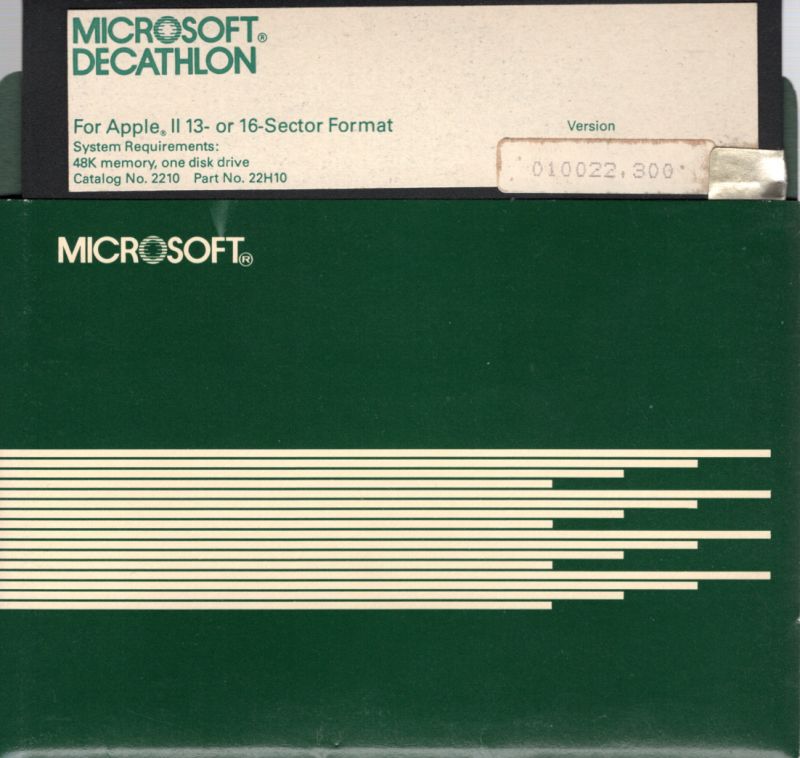 MICROSOFT®
DECATHLON
For Apple® II 13- or 16-Sector Format
Version
System Requirements:
48K memory, one disk drive
Catalog No. 2210 Part No. 22H10
010022.300
MICROSOFT®